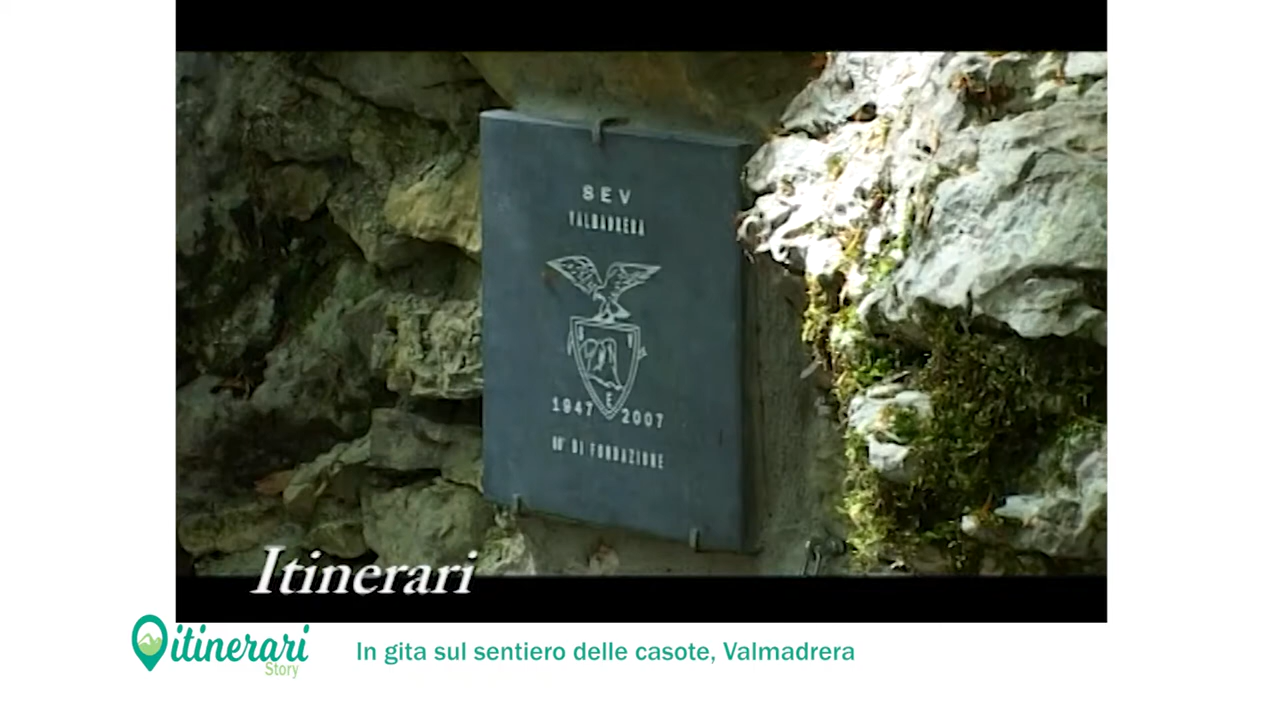 SEV
VALMADRERA
S V
E
1947 2007
60° DI FONDAZIONE
Itinerari
itinerari
Story
In gita sul sentiero delle casote, Valmadrera